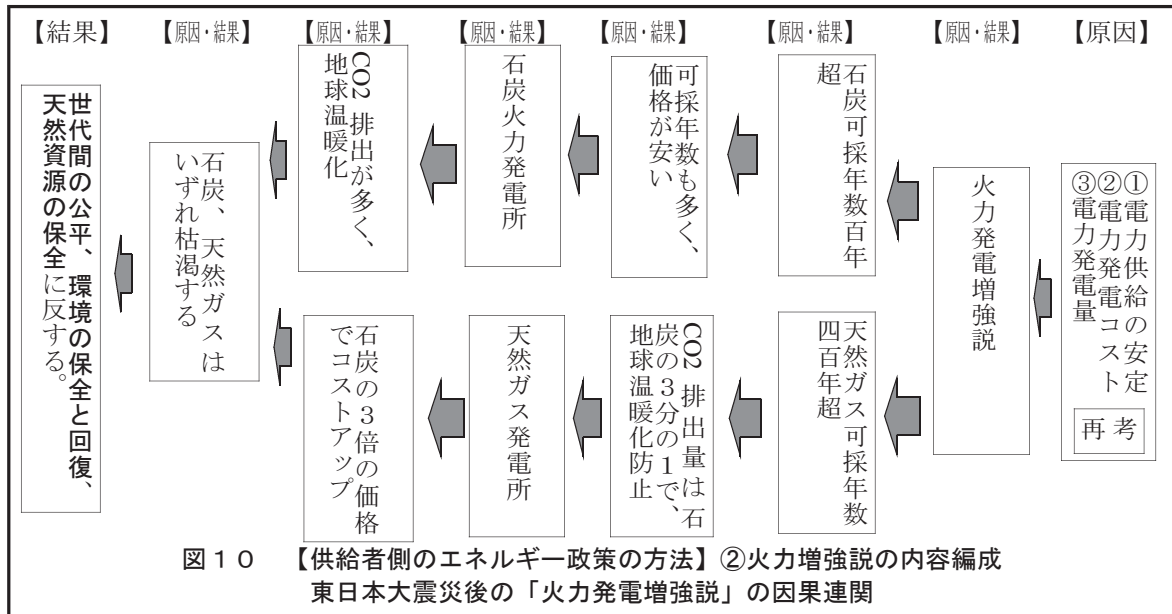 【原因】
①電力供給の安定
②電力発電コスト
③電力発電量
再考
【原因・結果】
火力発電増強説
【原因・結果】
石炭可採年数百年
超
天然ガス可採年数
四百年超
【原因・結果】
可採年数も多く、
価格が安い
CO2 排出量は石
炭の3分の1で、
地球温暖化防止
【原因・結果】
石炭火力発電所
天然ガス発電所
【原因・結果】
CO2 排出が多く、
地球温暖化
石炭の3倍の価格
でコストアップ
【原因・結果】
石炭、天然ガスは
いずれ枯渇する
【結果】
世代間の公平、環境の保全と回復、
天然資源の保全に反する。
図10 【供給者側のエネルギー政策の方法】②火力増強説の内容編成
東日本大震災後の「火力発電増強説」の因果連関